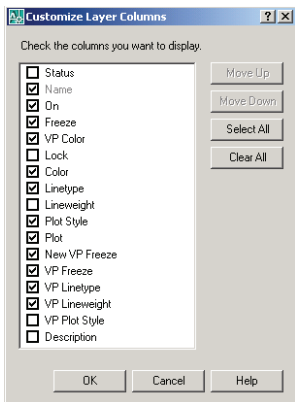 Customize Layer Columns
Check the columns you want to display.
Status
Name
On
Freeze
VP Color
Lock
Color
Linetype
Lineweight
Plot Style
Plot
New VP Freeze
VP Freeze
VP Linetype
VP Lineweight
VP Plot Style
Description
Move Up
Move Down
Select All
Clear All
OK
Cancel
Help